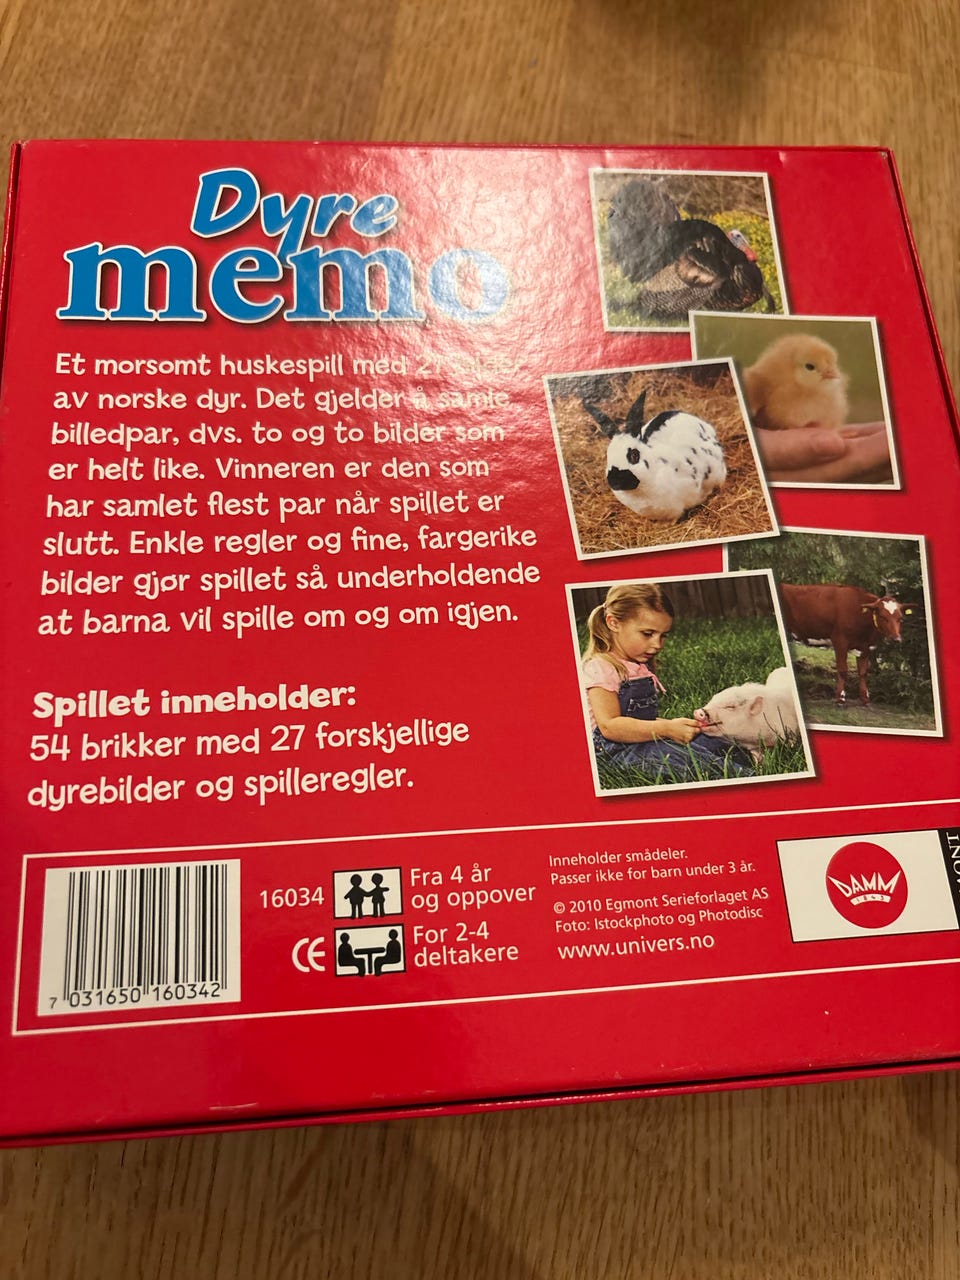 Dyre
memo
Et morsomt huskespill med 27 bilder
av norske dyr. Det gjelder å samle
billedpar, dvs. to og to bilder som
er helt like. Vinneren er den som
har samlet flest par når spillet er
slutt. Enkle regler og fine, fargerike
bilder gjør spillet så underholdende
at barna vil spille om og om igjen.
Spillet inneholder:
54 brikker med 27 forskjellige
dyrebilder og spilleregler.
7 031650 160342
16034
CE
Fra 4 år
og oppover
For 2-4
deltakere
Inneholder smådeler.
Passer ikke for barn under 3 år.
© 2010 Egmont Serieforlaget AS
Foto: Istockphoto og Photodisc
www.univers.no
DAMM
1843